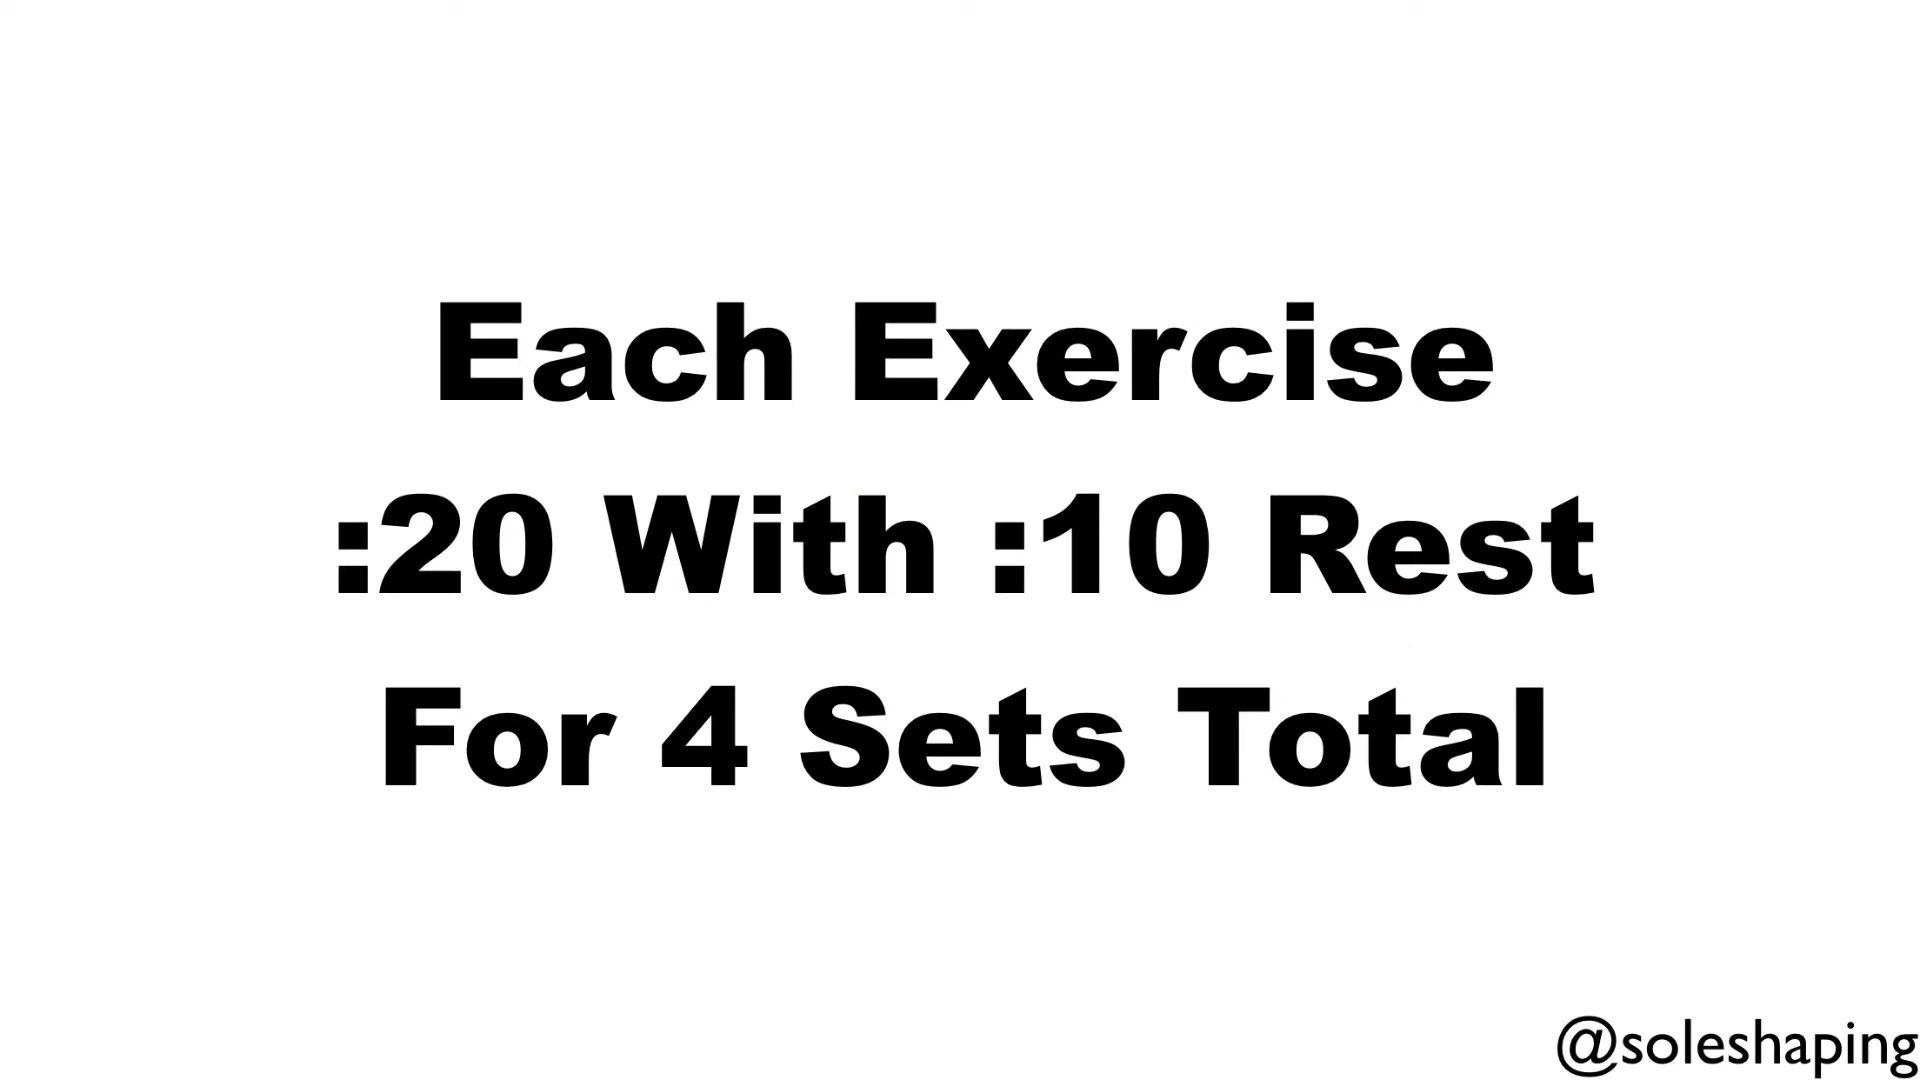 Each Exercise
:20 With :10 Rest
For 4 Sets Total
@soleshaping